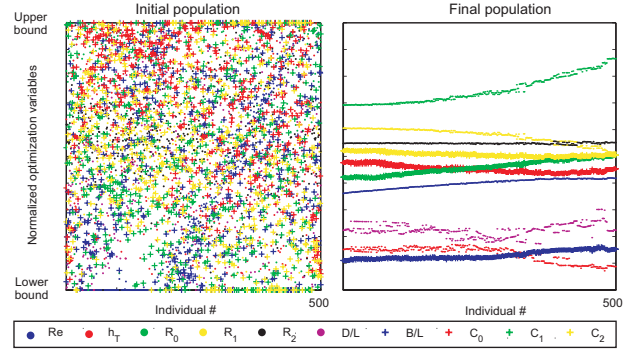 Initial population
Final population
Upper bound
Normalized optimization variables
Lower bound
Individual #
500
Individual #
500
Re h_T R_0 R_1 R_2 D/L B/L C_0 C_1 C_2